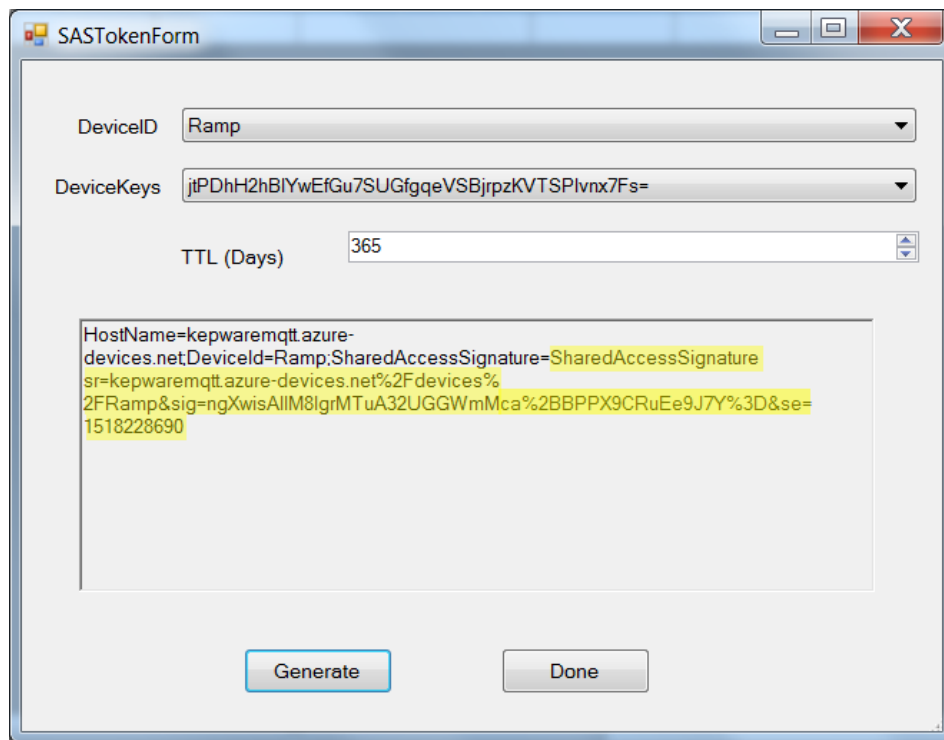 SASTokenForm
DeviceID
Ramp
DeviceKeys
jtPDhH2hBlYwEfGu7SUGfgqeVSBjrpzKVTSPlvnx7Fs=
TTL (Days)
365
HostName=kepwaremqtt.azure-
devices.net;DeviceId=Ramp;SharedAccessSignature=SharedAccessSignature
sr=kepwaremqtt.azure-devices.net%2Fdevices%
2FRamp&sig=ngXwisAllM8lgrMTuA32UGGWmMca%2BBPPX9CRuEe9J7Y%3D&se=
1518228690
Generate
Done